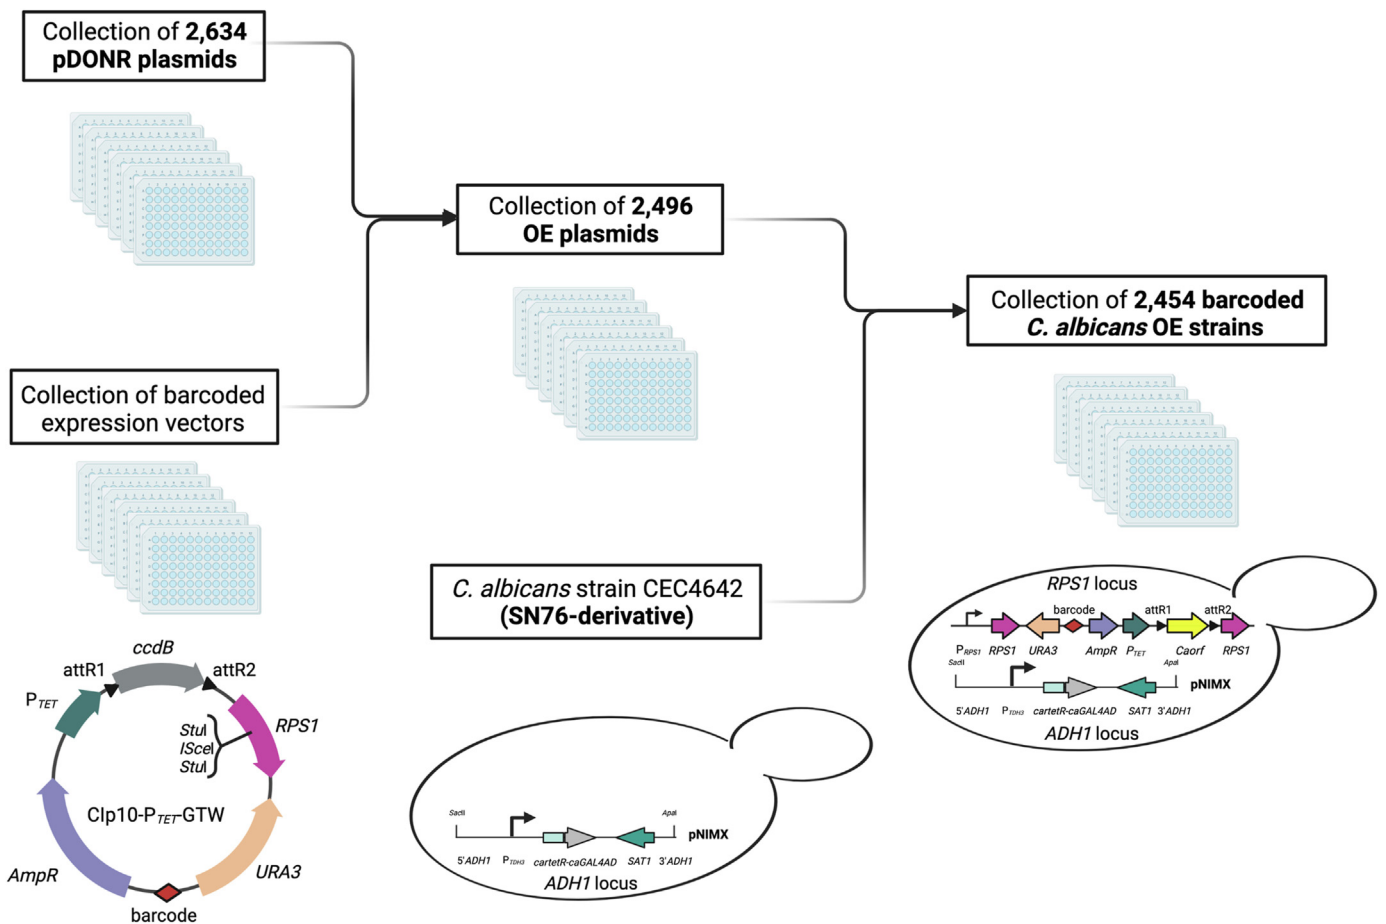 Collection of 2,634
pDONR plasmids
Collection of 2,496
OE plasmids
Collection of 2,454 barcoded
C. albicans OE strains
Collection of barcoded
expression vectors
C. albicans strain CEC4642
(SN76-derivative)
ccdB
attR1
attR2
PTET
RPS1
StuI
ISceI
StuI
CIp10-PTET-GTW
AmpR
URA3
barcode
SacII
ApaI
pNIMX
5'ADH1 PTDH3 cartetR-caGAL4AD SAT1 3'ADH1
ADH1 locus
RPS1 locus
barcode attR1 attR2
PRPS1 RPS1 URA3 AmpR PTET Caorf RPS1
SacII ApaI
pNIMX
5'ADH1 PTDH3 cartetR-caGAL4AD SAT1 3'ADH1
ADH1 locus